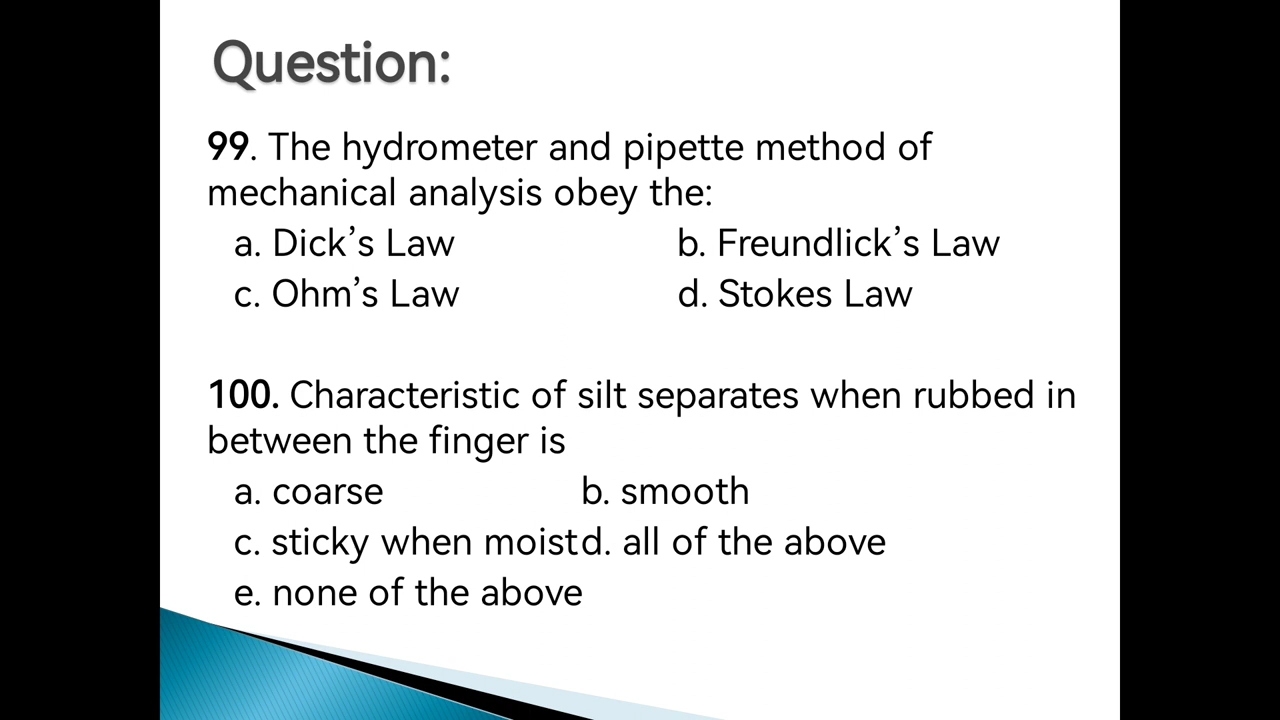 Question:
99. The hydrometer and pipette method of
mechanical analysis obey the:
a. Dick’s Law b. Freundlick’s Law
c. Ohm’s Law d. Stokes Law
100. Characteristic of silt separates when rubbed in
between the finger is
a. coarse b. smooth
c. sticky when moist d. all of the above
e. none of the above